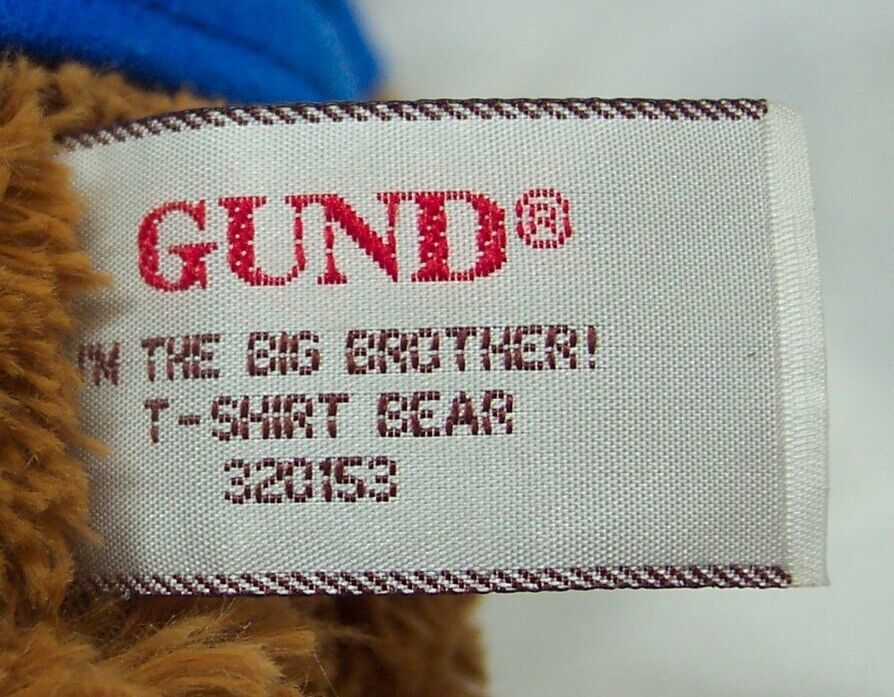 GUND®
I'M THE BIG BROTHER!
T-SHIRT BEAR
320153